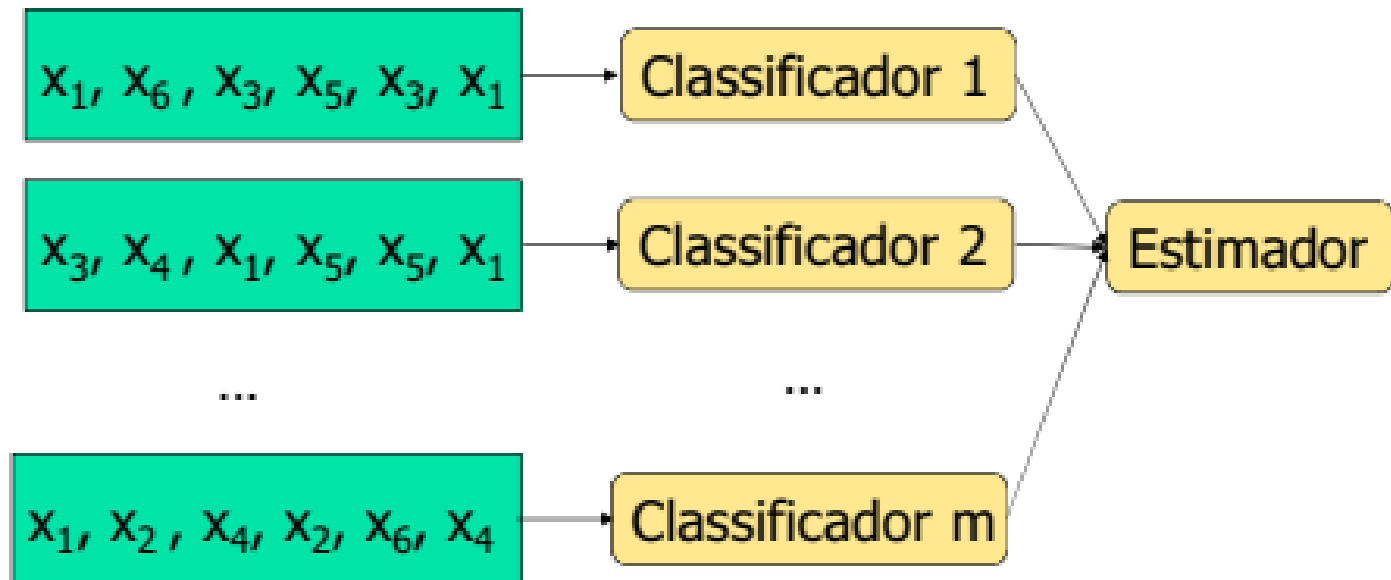 x₁, x₆ , x₃, x₅, x₃, x₁
Classificador 1
x₃, x₄ , x₁, x₅, x₅, x₁
Classificador 2
Estimador
...
...
x₁, x₂ , x₄, x₂, x₆, x₄
Classificador m